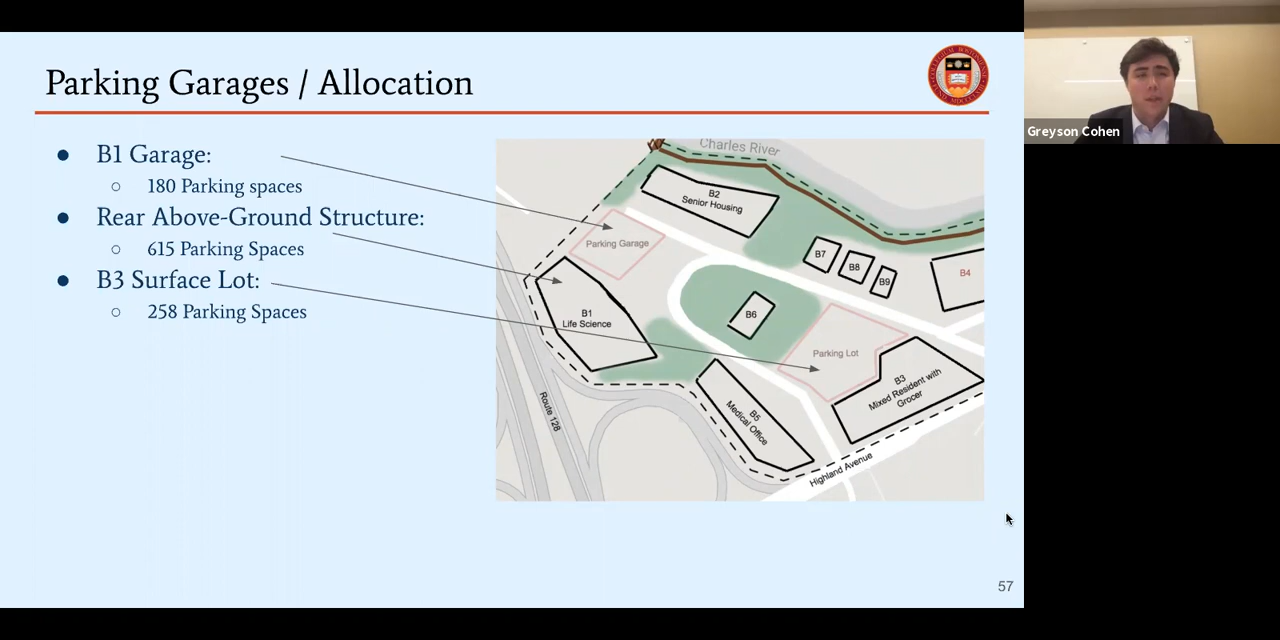 Parking Garages / Allocation
● B1 Garage:
○ 180 Parking spaces
● Rear Above-Ground Structure:
○ 615 Parking Spaces
● B3 Surface Lot:
○ 258 Parking Spaces
Charles River
B2
Senior Housing
Parking Garage
B7
B8
B9
B4
B1
Life Science
B6
Parking Lot
B3
Mixed Resident with
Grocer
B5
Medical Office
Route 128
Highland Avenue
57
Greyson Cohen